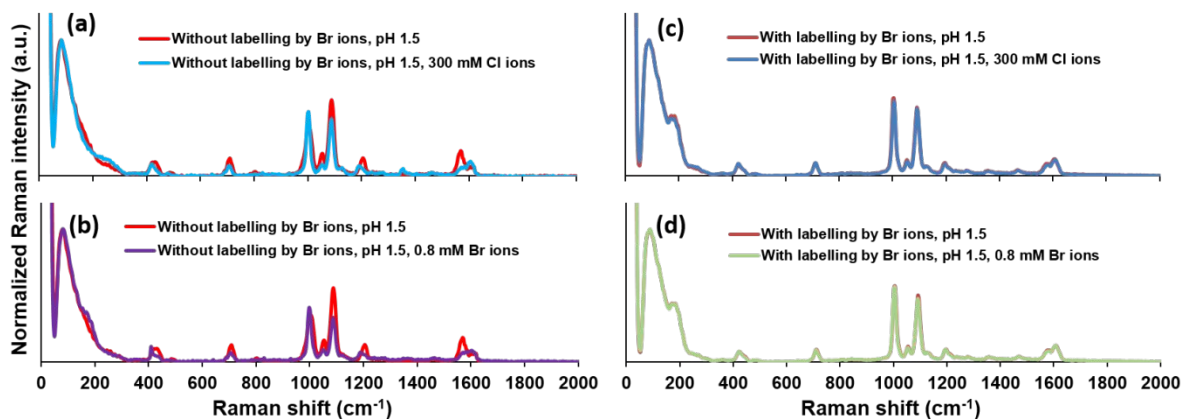 Normalized Raman intensity (a.u.)
(a)
Without labelling by Br ions, pH 1.5
Without labelling by Br ions, pH 1.5, 300 mM Cl ions
(b)
Without labelling by Br ions, pH 1.5
Without labelling by Br ions, pH 1.5, 0.8 mM Br ions
0 200 400 600 800 1000 1200 1400 1600 1800 2000
Raman shift (cm-1)
(c)
With labelling by Br ions, pH 1.5
With labelling by Br ions, pH 1.5, 300 mM Cl ions
(d)
With labelling by Br ions, pH 1.5
With labelling by Br ions, pH 1.5, 0.8 mM Br ions
0 200 400 600 800 1000 1200 1400 1600 1800 2000
Raman shift (cm-1)